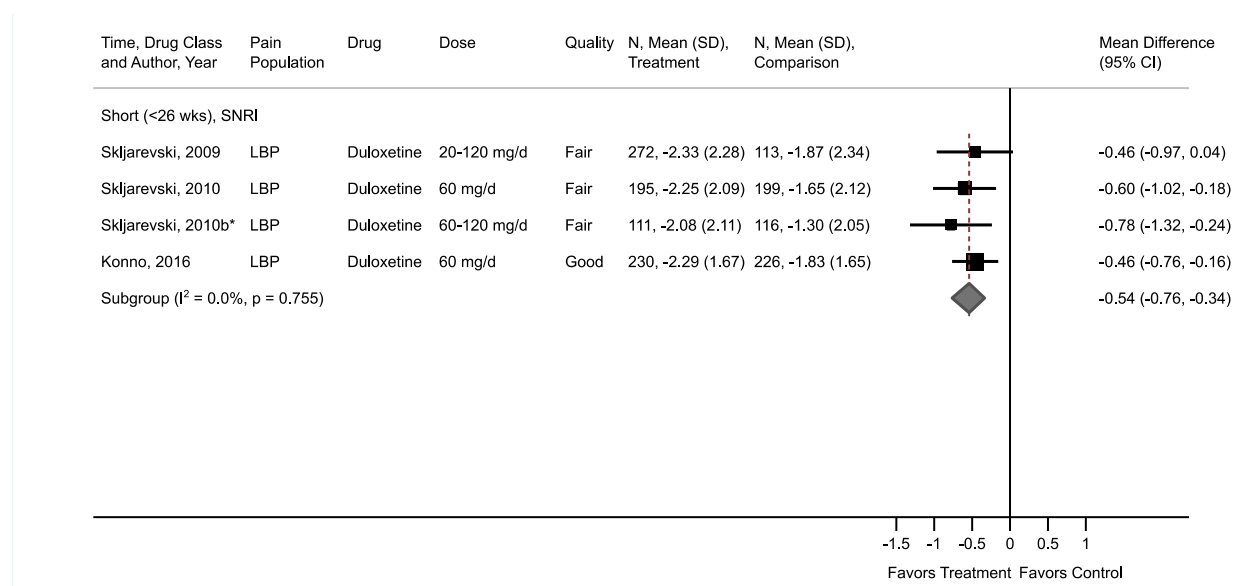 Time, Drug Class and Author, Year Pain Population Drug Dose Quality N, Mean (SD), Treatment N, Mean (SD), Comparison Mean Difference (95% CI)
Short (<26 wks), SNRI
Skljarevski, 2009 LBP Duloxetine 20-120 mg/d Fair 272, -2.33 (2.28) 113, -1.87 (2.34) -0.46 (-0.97, 0.04)
Skljarevski, 2010 LBP Duloxetine 60 mg/d Fair 195, -2.25 (2.09) 199, -1.65 (2.12) -0.60 (-1.02, -0.18)
Skljarevski, 2010b* LBP Duloxetine 60-120 mg/d Fair 111, -2.08 (2.11) 116, -1.30 (2.05) -0.78 (-1.32, -0.24)
Konno, 2016 LBP Duloxetine 60 mg/d Good 230, -2.29 (1.67) 226, -1.83 (1.65) -0.46 (-0.76, -0.16)
Subgroup (I² = 0.0%, p = 0.755) -0.54 (-0.76, -0.34)
-1.5 -1 -0.5 0 0.5 1
Favors Treatment Favors Control